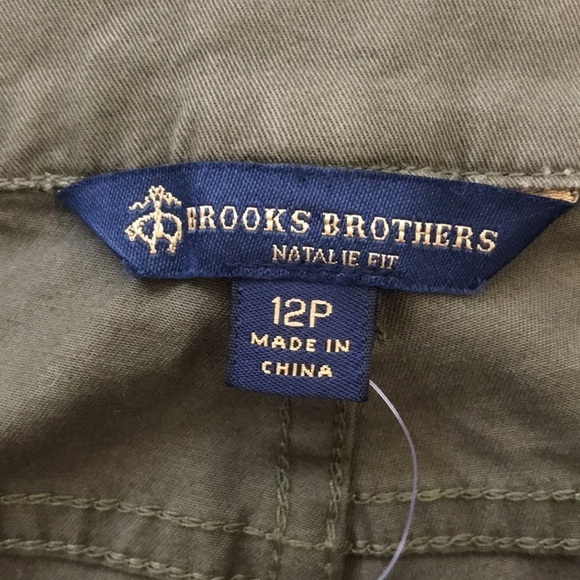 BROOKS BROTHERS
NATALIE FIT
12P
MADE IN
CHINA